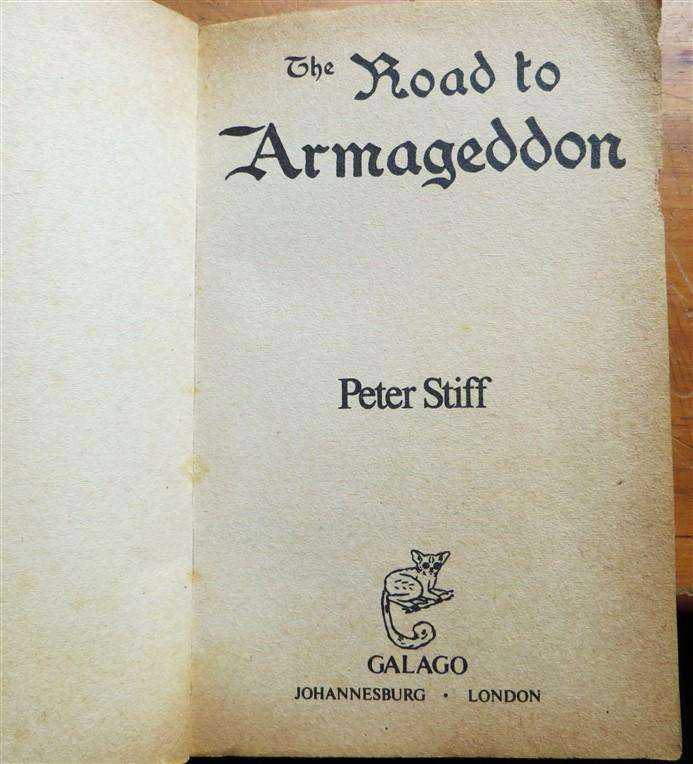 The Road to
Armageddon
Peter Stiff
GALAGO
JOHANNESBURG • LONDON